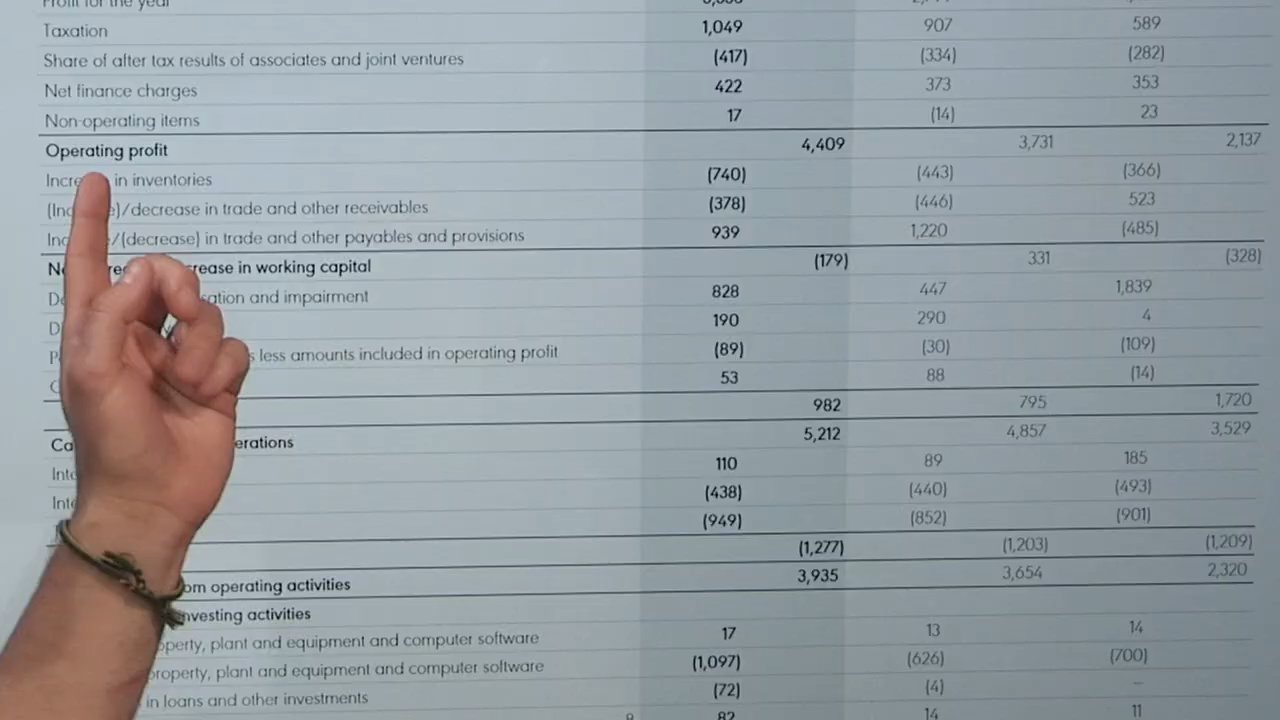 Profit for the year
Taxation 1,049 907 589
Share of after tax results of associates and joint ventures (417) (334) (282)
Net finance charges 422 373 353
Non-operating items 17 (14) 23
Operating profit 4,409 3,731 2,137
in inventories (740) (443) (366)
/decrease in trade and other receivables (378) (446) 523
/(decrease) in trade and other payables and provisions 939 1,220 (485)
in working capital (179) 331 (328)
and impairment 828 447 1,839
190 290 4
less amounts included in operating profit (89) (30) (109)
53 88 (14)
982 795 1,720
5,212 4,857 3,529
110 89 185
(438) (440) (493)
(949) (852) (901)
(1,277) (1,203) (1,209)
operating activities 3,935 3,654 2,320
activities
plant and equipment and computer software 17 13 14
plant and equipment and computer software (1,097) (626) (700)
in loans and other investments (72) (4) –
82 14 11